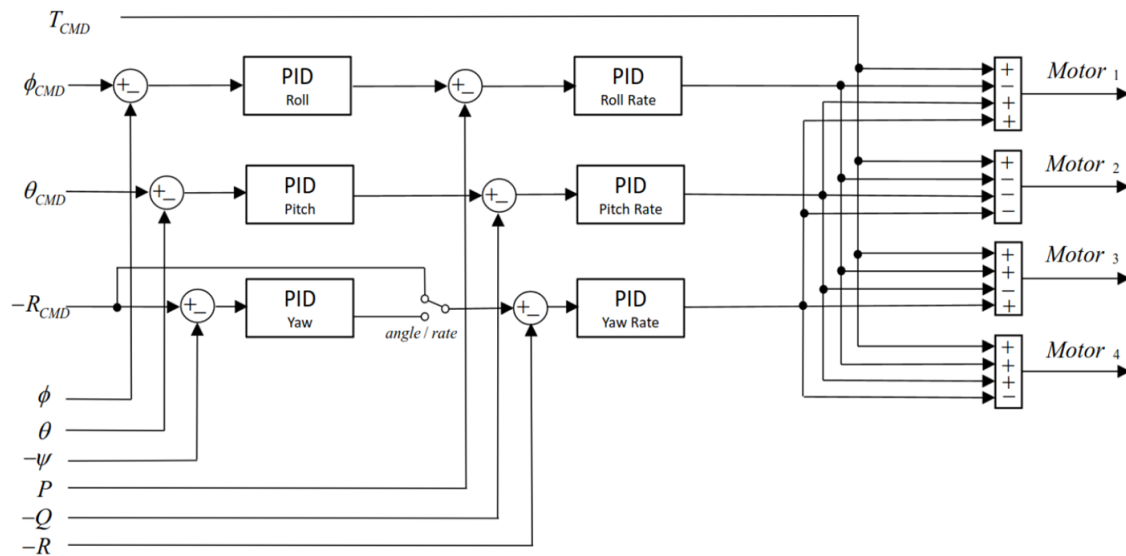 T_CMD
ϕ_CMD
+ −
PID
Roll
+ −
PID
Roll Rate
+
−
+
+
Motor 1
θ_CMD
+ −
PID
Pitch
+ −
PID
Pitch Rate
+
−
−
−
Motor 2
−R_CMD
+ −
PID
Yaw
angle / rate
+ −
PID
Yaw Rate
+
+
−
+
Motor 3
+
+
+
−
Motor 4
ϕ
θ
−ψ
P
−Q
−R